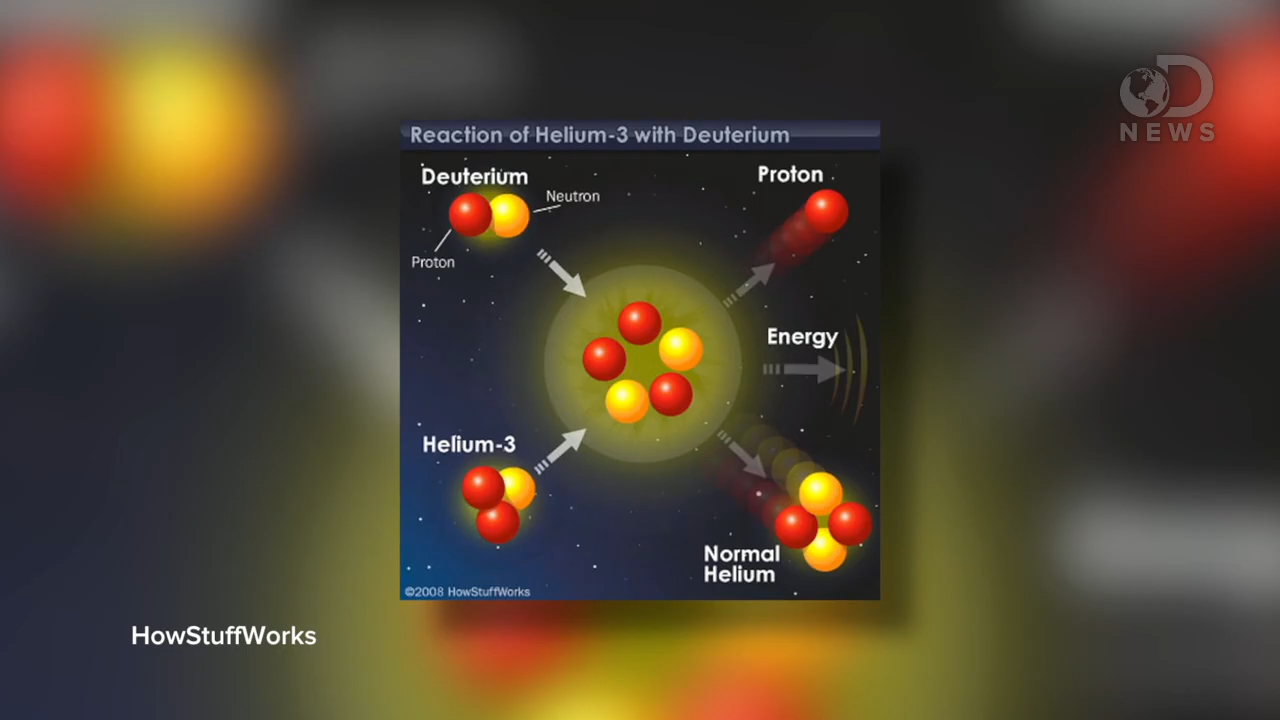 D
NEWS
Reaction of Helium-3 with Deuterium
Deuterium
Neutron
Proton
Proton
Energy
Helium-3
Normal
Helium
©2008 HowStuffWorks
HowStuffWorks